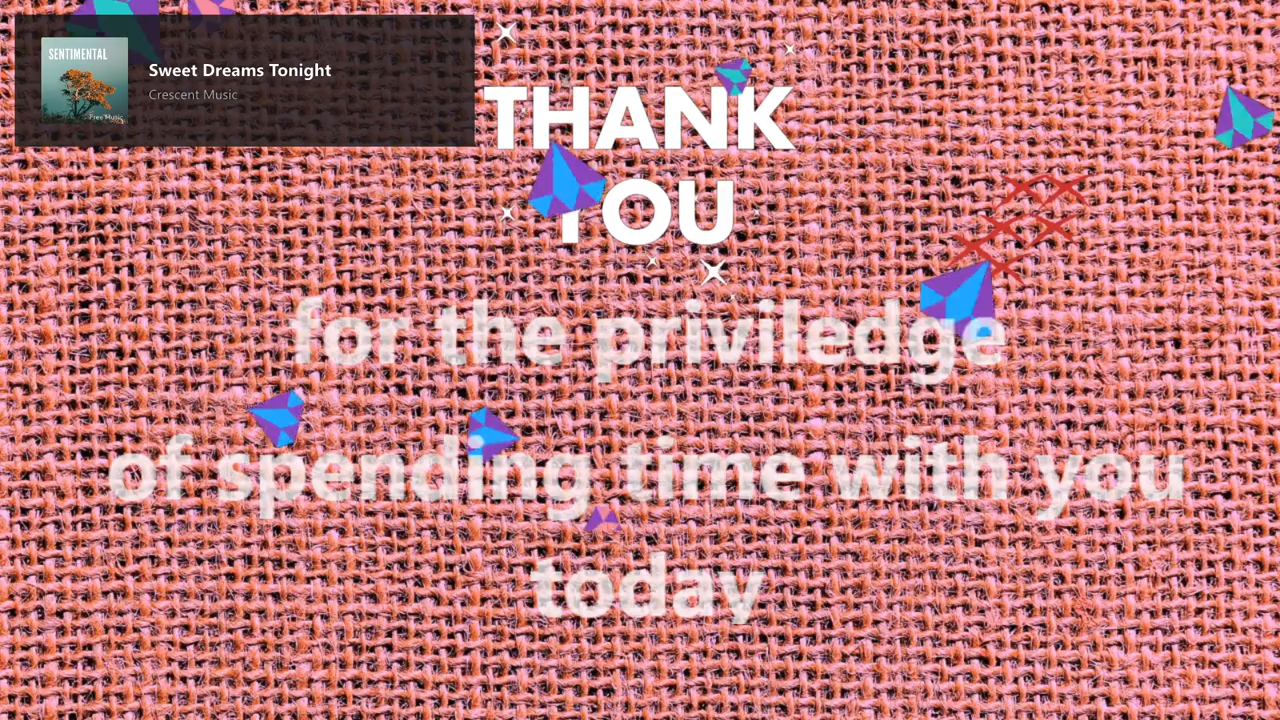 SENTIMENTAL
Free Music
Sweet Dreams Tonight
Crescent Music
THANK
YOU
for the priviledge
of spending time with you
today